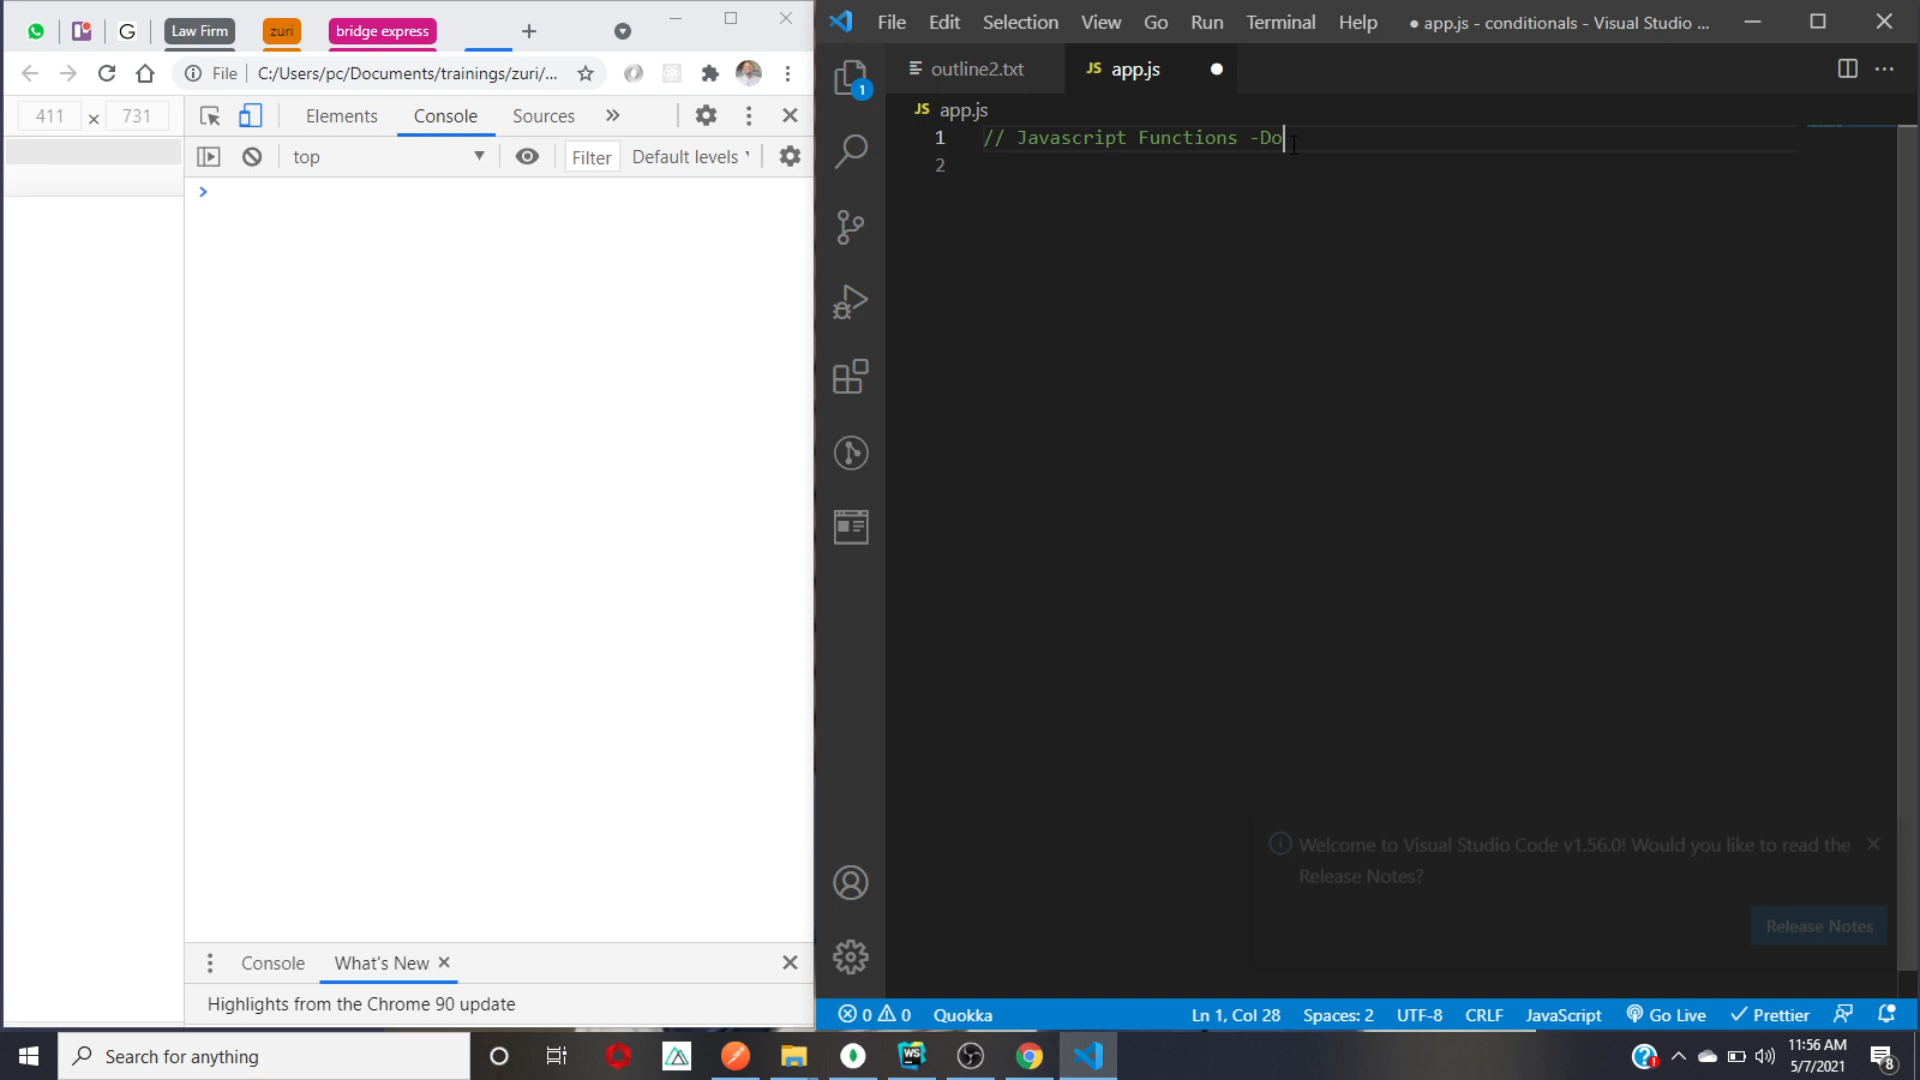 Law Firm
zuri
bridge express
File
C:/Users/pc/Documents/trainings/zuri/...
411 × 731
Elements
Console
Sources
top
Filter
Default levels
Console
What's New
Highlights from the Chrome 90 update
File Edit Selection View Go Run Terminal Help
● app.js - conditionals - Visual Studio ...
1
outline2.txt
JS app.js
JS app.js
1 // Javascript Functions -Do
2
Welcome to Visual Studio Code v1.56.0! Would you like to read the
Release Notes?
Release Notes
0 0 Quokka
Ln 1, Col 28
Spaces: 2
UTF-8
CRLF
JavaScript
Go Live
Prettier
Search for anything
WS
11:56 AM
5/7/2021
8